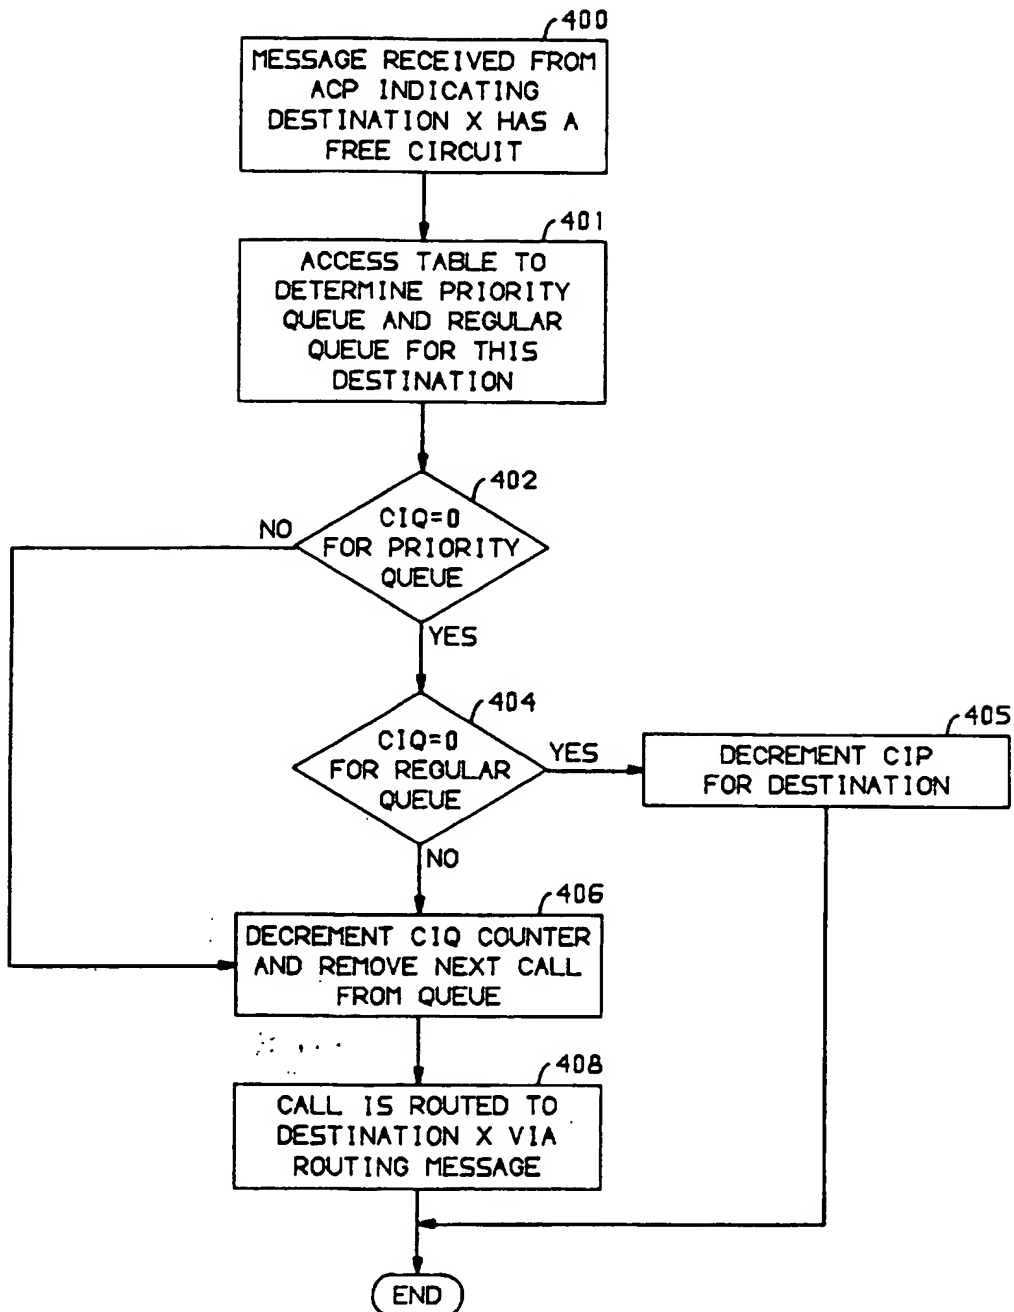 400
MESSAGE RECEIVED FROM
ACP INDICATING
DESTINATION X HAS A
FREE CIRCUIT
401
ACCESS TABLE TO
DETERMINE PRIORITY
QUEUE AND REGULAR
QUEUE FOR THIS
DESTINATION
402
CIQ=0
FOR PRIORITY
QUEUE
NO
YES
404
CIQ=0
FOR REGULAR
QUEUE
YES
NO
405
DECREMENT CIP
FOR DESTINATION
406
DECREMENT CIQ COUNTER
AND REMOVE NEXT CALL
FROM QUEUE
408
CALL IS ROUTED TO
DESTINATION X VIA
ROUTING MESSAGE
END